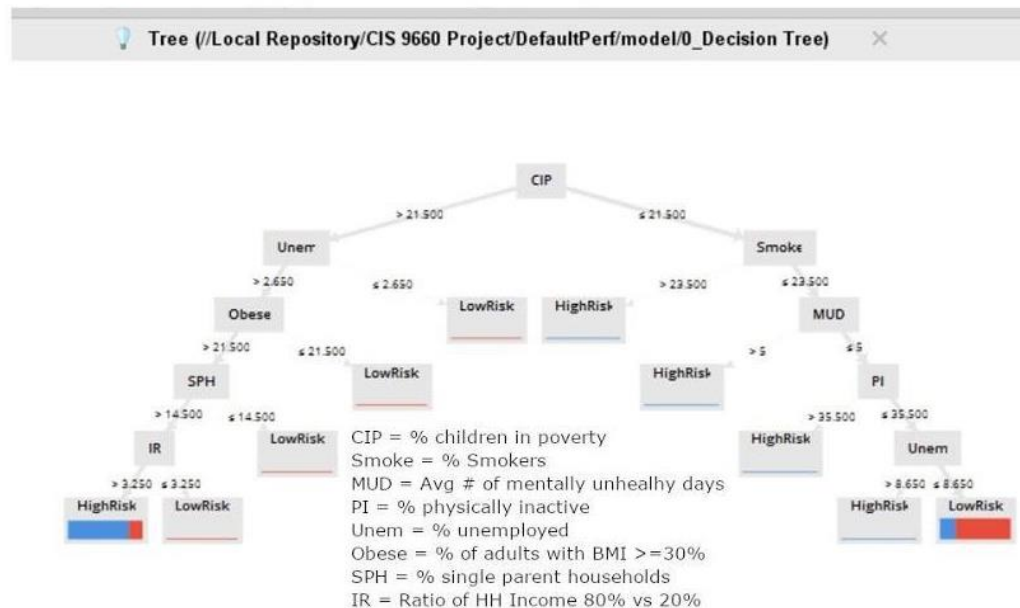 Tree (//Local Repository/CIS 9660 Project/DefaultPerf/model/0_Decision Tree)
CIP
> 21.500 ≤ 21.500
Unem Smoke
> 2.650 ≤ 2.650 > 23.500 ≤ 23.500
Obese LowRisk HighRisk MUD
> 21.500 ≤ 21.500 > 5 ≤ 5
SPH LowRisk HighRisk PI
> 14.500 ≤ 14.500 > 35.500 ≤ 35.500
IR LowRisk HighRisk Unem
> 3.250 ≤ 3.250 > 8.650 ≤ 8.650
HighRisk LowRisk HighRisk LowRisk
CIP = % children in poverty
Smoke = % Smokers
MUD = Avg # of mentally unhealhy days
PI = % physically inactive
Unem = % unemployed
Obese = % of adults with BMI >=30%
SPH = % single parent households
IR = Ratio of HH Income 80% vs 20%